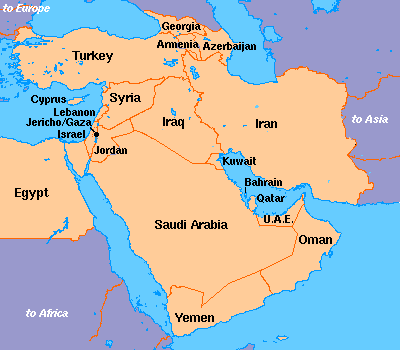 to Europe
Georgia
Armenia
Azerbaijan
Turkey
Cyprus
Syria
Lebanon
Jericho/Gaza
Israel
Iraq
Iran
to Asia
Jordan
Kuwait
Egypt
Bahrain
Qatar
Saudi Arabia
U.A.E.
Oman
to Africa
Yemen